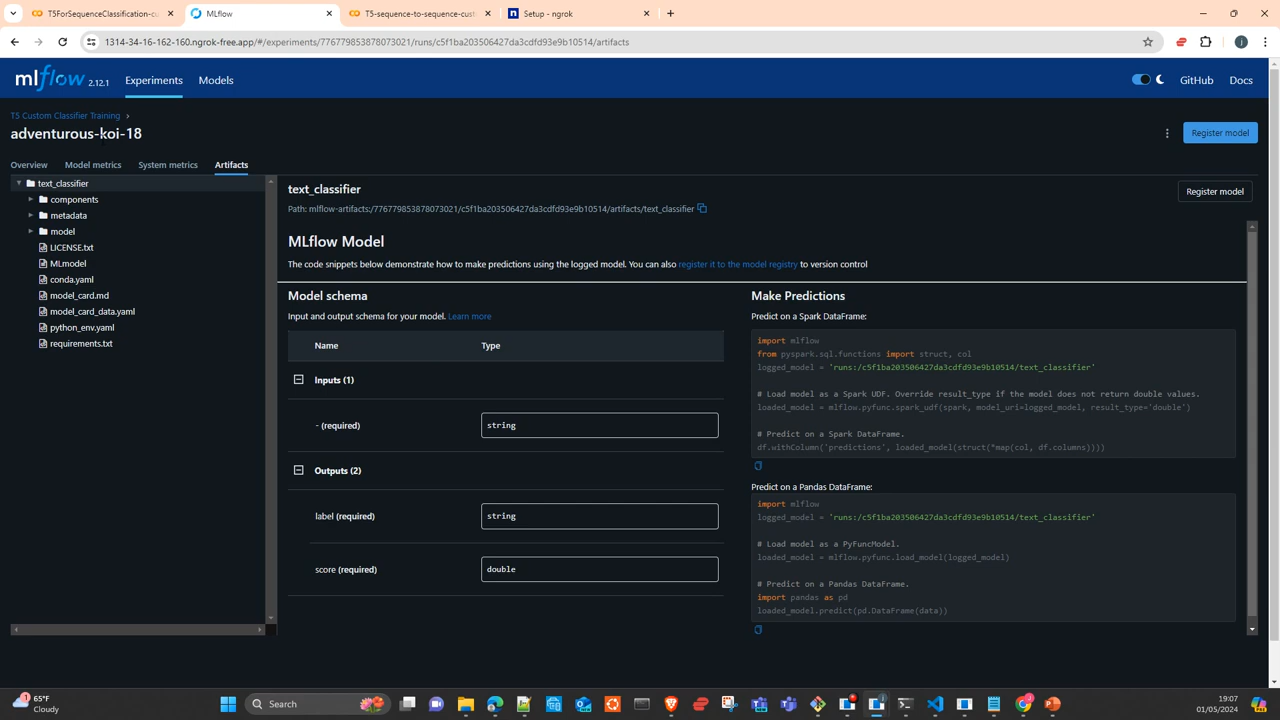 T5ForSequenceClassification-cu
MLflow
T5-sequence-to-sequence-cust
Setup - ngrok
1314-34-16-162-160.ngrok-free.app/#/experiments/776779853878073021/runs/c5f1ba203506427da3cdfd93e9b10514/artifacts
mlflow 2.12.1
Experiments
Models
GitHub
Docs
T5 Custom Classifier Training
adventurous-koi-18
Register model
Overview
Model metrics
System metrics
Artifacts
text_classifier
components
metadata
model
LICENSE.txt
MLmodel
conda.yaml
model_card.md
model_card_data.yaml
python_env.yaml
requirements.txt
text_classifier
Register model
Path: mlflow-artifacts:/776779853878073021/c5f1ba203506427da3cdfd93e9b10514/artifacts/text_classifier
MLflow Model
The code snippets below demonstrate how to make predictions using the logged model. You can also register it to the model registry to version control
Model schema
Input and output schema for your model. Learn more
Name Type
Inputs (1)
- (required) string
Outputs (2)
label (required) string
score (required) double
Make Predictions
Predict on a Spark DataFrame:
import mlflow
from pyspark.sql.functions import struct, col
logged_model = 'runs:/c5f1ba203506427da3cdfd93e9b10514/text_classifier'
# Load model as a Spark UDF. Override result_type if the model does not return double values.
loaded_model = mlflow.pyfunc.spark_udf(spark, model_uri=logged_model, result_type='double')
# Predict on a Spark DataFrame.
df.withColumn('predictions', loaded_model(struct(*map(col, df.columns))))
Predict on a Pandas DataFrame:
import mlflow
logged_model = 'runs:/c5f1ba203506427da3cdfd93e9b10514/text_classifier'
# Load model as a PyFuncModel.
loaded_model = mlflow.pyfunc.load_model(logged_model)
# Predict on a Pandas DataFrame.
import pandas as pd
loaded_model.predict(pd.DataFrame(data))
1
65°F
Cloudy
Search
19:07
01/05/2024